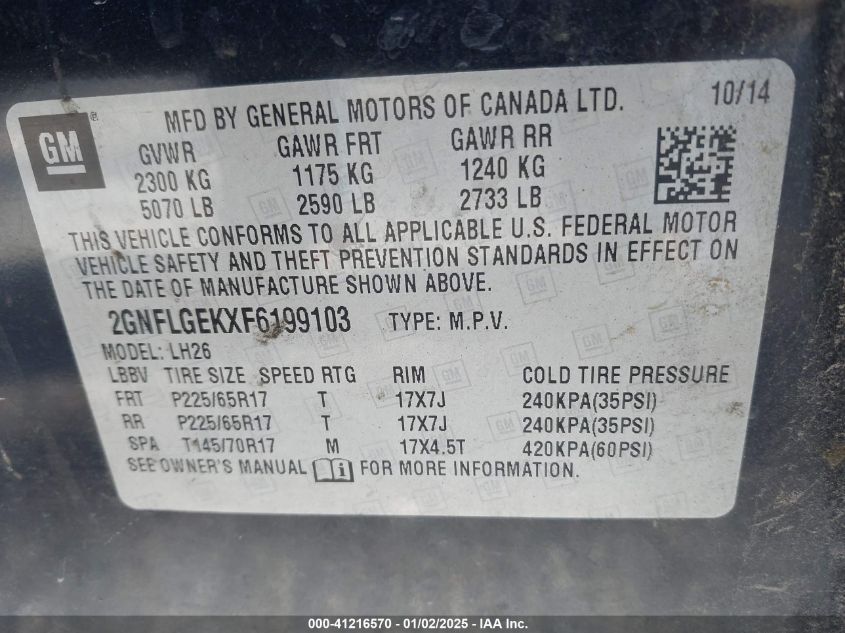 MFD BY GENERAL MOTORS OF CANADA LTD. 10/14
GM ®
GVWR GAWR FRT GAWR RR
2300 KG 1175 KG 1240 KG
5070 LB 2590 LB 2733 LB
THIS VEHICLE CONFORMS TO ALL APPLICABLE U.S. FEDERAL MOTOR
VEHICLE SAFETY AND THEFT PREVENTION STANDARDS IN EFFECT ON
THE DATE OF MANUFACTURE SHOWN ABOVE.
2GNFLGEKXF6199103 TYPE: M.P.V.
MODEL: LH26
LBBV TIRE SIZE SPEED RTG RIM COLD TIRE PRESSURE
FRT P225/65R17 T 17X7J 240KPA(35PSI)
RR P225/65R17 T 17X7J 240KPA(35PSI)
SPA T145/70R17 M 17X4.5T 420KPA(60PSI)
SEE OWNER'S MANUAL i FOR MORE INFORMATION.
000-41216570 — 01/02/2025 - IAA Inc.